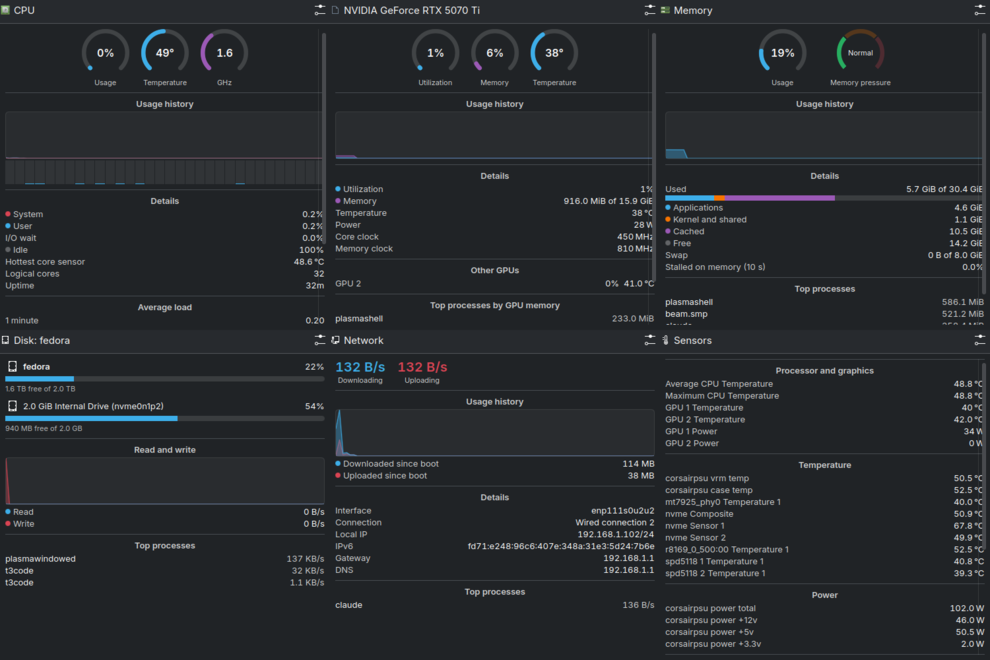 CPU
0%
49°
1.6
Usage
Temperature
GHz
Usage history
Details
System 0.2%
User 0.2%
I/O wait 0.0%
Idle 100%
Hottest core sensor 48.6 °C
Logical cores 32
Uptime 32m
Average load
1 minute 0.20
NVIDIA GeForce RTX 5070 Ti
1%
6%
38°
Utilization
Memory
Temperature
Usage history
Details
Utilization 1%
Memory 916.0 MiB of 15.9 GiB
Temperature 38 °C
Power 28 W
Core clock 450 MHz
Memory clock 810 MHz
Other GPUs
GPU 2 0% 41.0 °C
Top processes by GPU memory
plasmashell 233.0 MiB
Memory
19%
Normal
Usage
Memory pressure
Usage history
Details
Used 5.7 GiB of 30.4 GiB
Applications 4.6 GiB
Kernel and shared 1.1 GiB
Cached 10.5 GiB
Free 14.2 GiB
Swap 0 B of 8.0 GiB
Stalled on memory (10 s) 0.0%
Top processes
plasmashell 586.1 MiB
beam.smp 521.2 MiB
Disk: fedora
fedora 22%
1.6 TB free of 2.0 TB
2.0 GiB Internal Drive (nvme0n1p2) 54%
940 MB free of 2.0 GB
Read and write
Read 0 B/s
Write 0 B/s
Top processes
plasmawindowed 137 KB/s
t3code 32 KB/s
t3code 1.1 KB/s
Network
132 B/s
132 B/s
Downloading
Uploading
Usage history
Downloaded since boot 114 MB
Uploaded since boot 38 MB
Details
Interface enp111s0u2u2
Connection Wired connection 2
Local IP 192.168.1.102/24
IPv6 fd71:e248:96c6:407e:348a:31e3:5d24:7b6e
Gateway 192.168.1.1
DNS 192.168.1.1
Top processes
claude 136 B/s
Sensors
Processor and graphics
Average CPU Temperature 48.8 °C
Maximum CPU Temperature 48.8 °C
GPU 1 Temperature 40 °C
GPU 2 Temperature 42.0 °C
GPU 1 Power 34 W
GPU 2 Power 0 W
Temperature
corsairpsu vrm temp 50.5 °C
corsairpsu case temp 52.5 °C
mt7925_phy0 Temperature 1 40.0 °C
nvme Composite 50.9 °C
nvme Sensor 1 67.8 °C
nvme Sensor 2 49.9 °C
r8169_0_500:00 Temperature 1 52.5 °C
spd5118 1 Temperature 1 40.8 °C
spd5118 2 Temperature 1 39.3 °C
Power
corsairpsu power total 102.0 W
corsairpsu power +12v 46.0 W
corsairpsu power +5v 50.5 W
corsairpsu power +3.3v 2.0 W